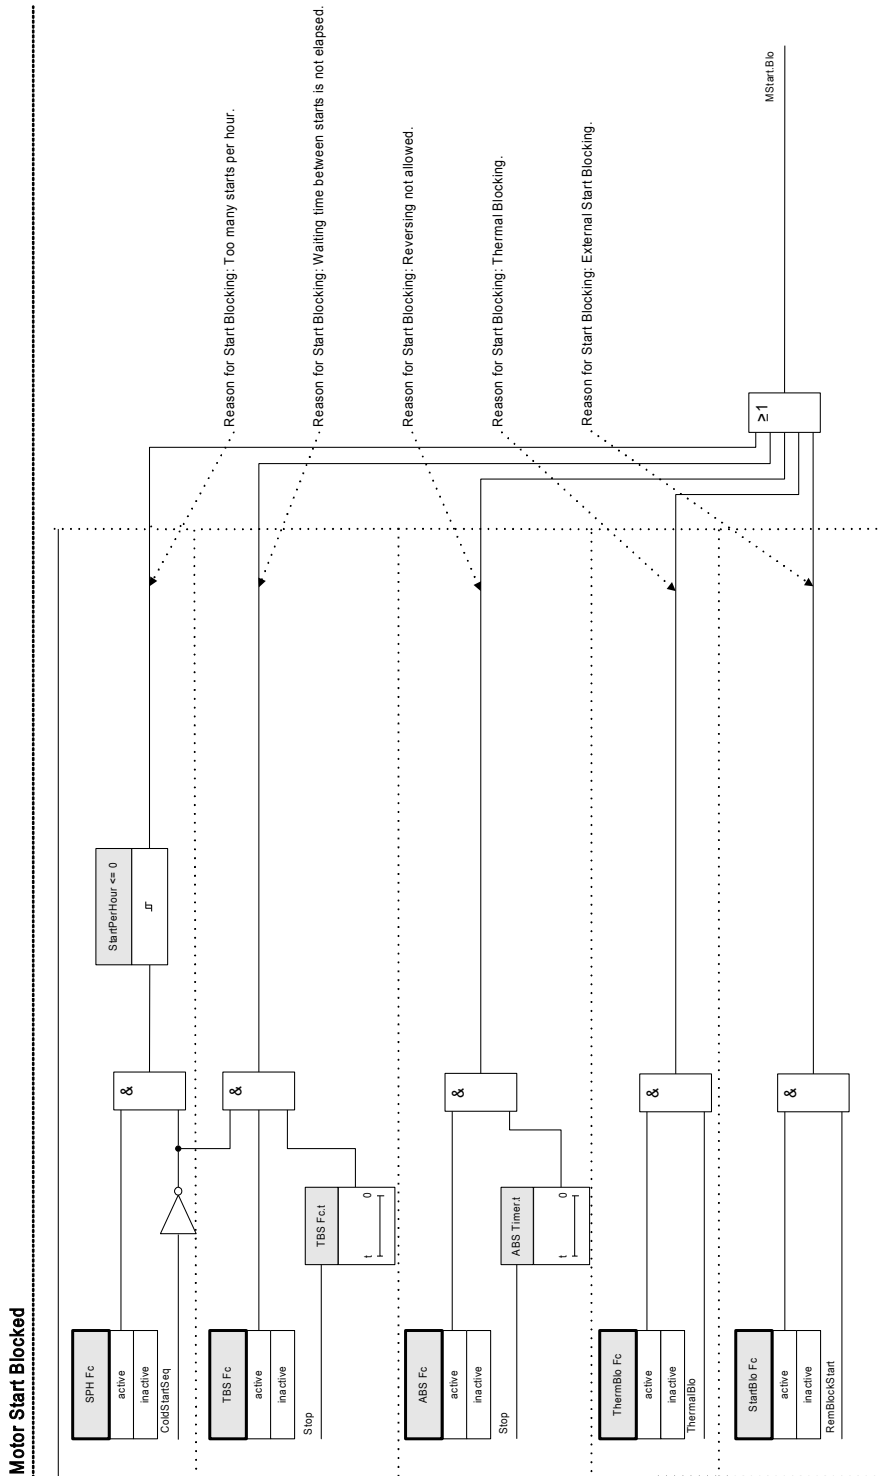 Motor Start Blocked
SPH Fc
active
inactive
ColdStartSeq
&
StartPerHour <= 0
Reason for Start Blocking: Too many starts per hour.
TBS Fc
active
inactive
Stop
TBS Fc.t
t
0
&
Reason for Start Blocking: Waiting time between starts is not elapsed.
ABS Fc
active
inactive
Stop
ABS Timer.t
t
0
&
Reason for Start Blocking: Reversing not allowed.
ThermBlo Fc
active
inactive
ThermalBlo
&
Reason for Start Blocking: Thermal Blocking.
StartBlo Fc
active
inactive
RemBlockStart
&
Reason for Start Blocking: External Start Blocking.
≥1
MStart.Blo